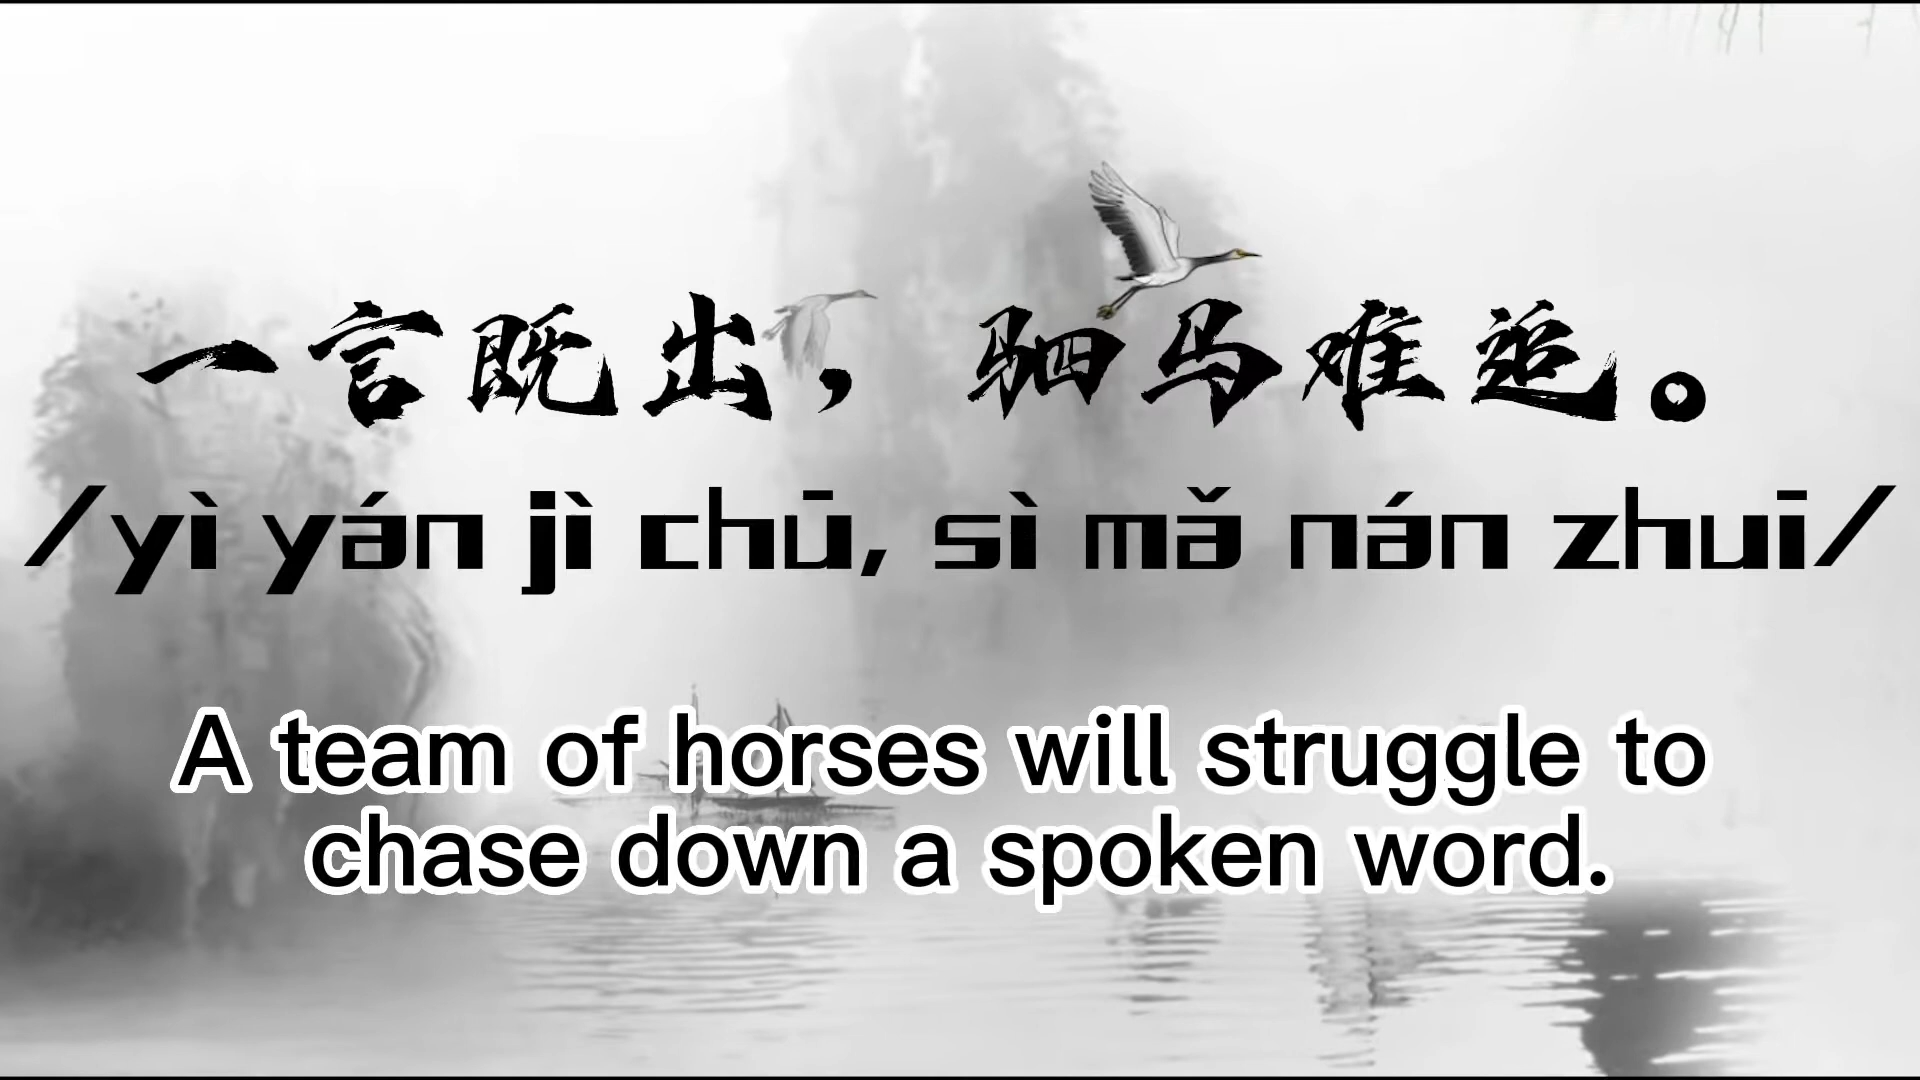 一言既出，驷马难追。
/yì yán jì chū, sì mǎ nán zhuī/
A team of horses will struggle to
chase down a spoken word.